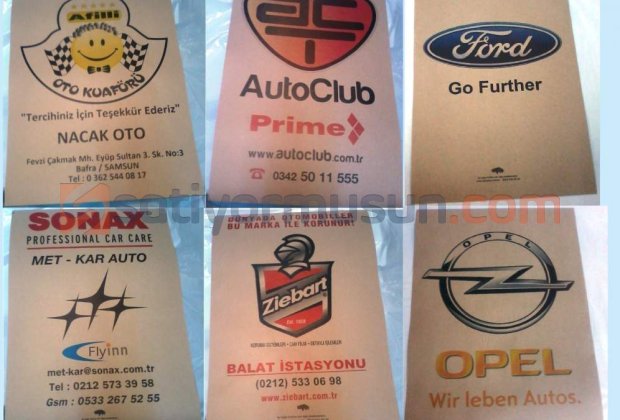 Afilli
OTO KUAFÖRÜ
"Tercihiniz İçin Teşekkür Ederiz"
NACAK OTO
Fevzi Çakmak Mh. Eyüp Sultan 3. Sk. No:3
Bafra / SAMSUN
Tel : 0 362 544 08 17
AutoClub
Prime
www.autoclub.com.tr
0342 50 11 555
Ford
Go Further
satiyormusun.com
SONAX
PROFESSIONAL CAR CARE
MET - KAR AUTO
Flyinn
met-kar@sonax.com.tr
Tel : 0212 573 39 58
Gsm : 0533 267 52 55
DÜNYADA OTOMOBİLLER
BU MARKA İLE KORUNUR!
Ziebart
BALAT İSTASYONU
(0212) 533 06 98
www.ziebart.com.tr
OPEL
OPEL
Wir leben Autos.